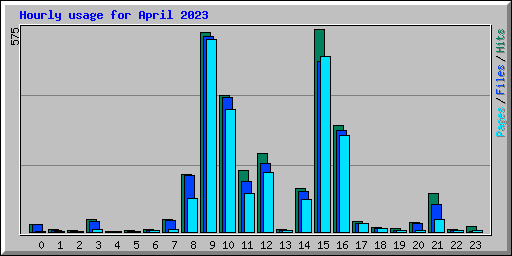 Hourly usage for April 2023
575
Pages/Files/Hits
0 1 2 3 4 5 6 7 8 9 10 11 12 13 14 15 16 17 18 19 20 21 22 23